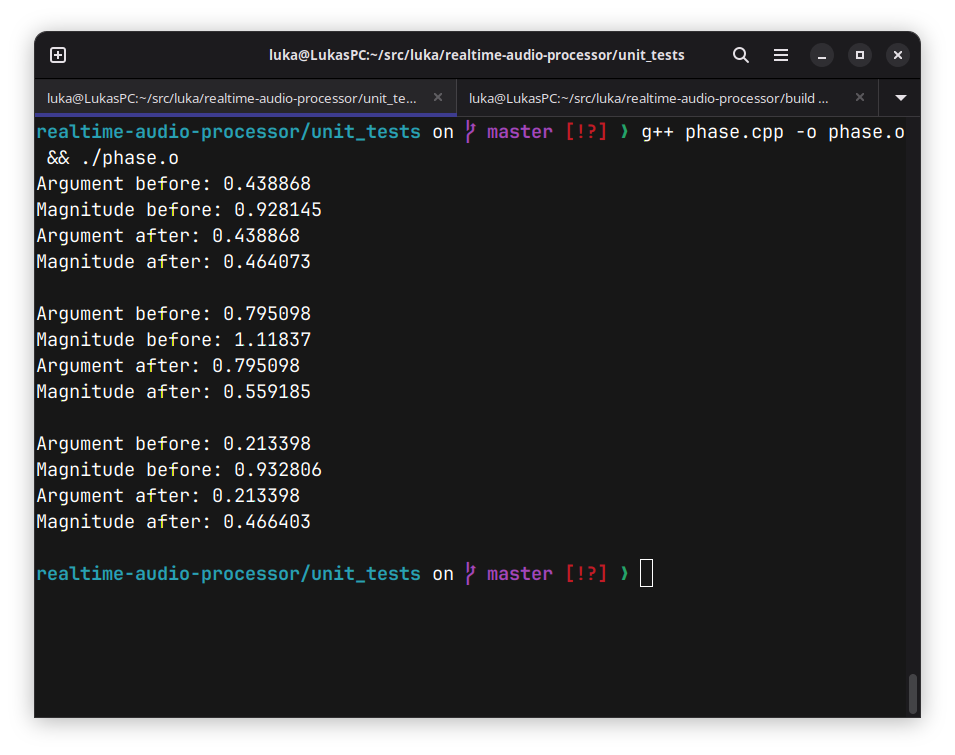 luka@LukasPC:~/src/luka/realtime-audio-processor/unit_tests
luka@LukasPC:~/src/luka/realtime-audio-processor/unit_te...
luka@LukasPC:~/src/luka/realtime-audio-processor/build ...
realtime-audio-processor/unit_tests on master [!?] ❯ g++ phase.cpp -o phase.o
&& ./phase.o
Argument before: 0.438868
Magnitude before: 0.928145
Argument after: 0.438868
Magnitude after: 0.464073
Argument before: 0.795098
Magnitude before: 1.11837
Argument after: 0.795098
Magnitude after: 0.559185
Argument before: 0.213398
Magnitude before: 0.932806
Argument after: 0.213398
Magnitude after: 0.466403
realtime-audio-processor/unit_tests on master [!?] ❯